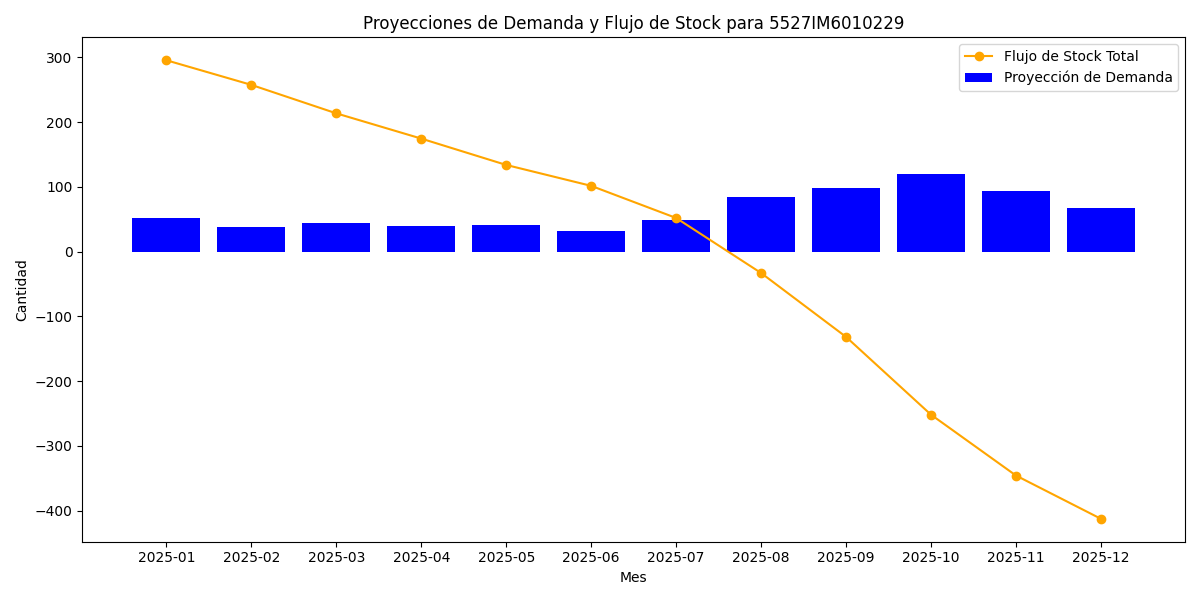 Proyecciones de Demanda y Flujo de Stock para 5527IM6010229
Flujo de Stock Total
Proyección de Demanda
Cantidad
300
200
100
0
−100
−200
−300
−400
2025-01 2025-02 2025-03 2025-04 2025-05 2025-06 2025-07 2025-08 2025-09 2025-10 2025-11 2025-12
Mes